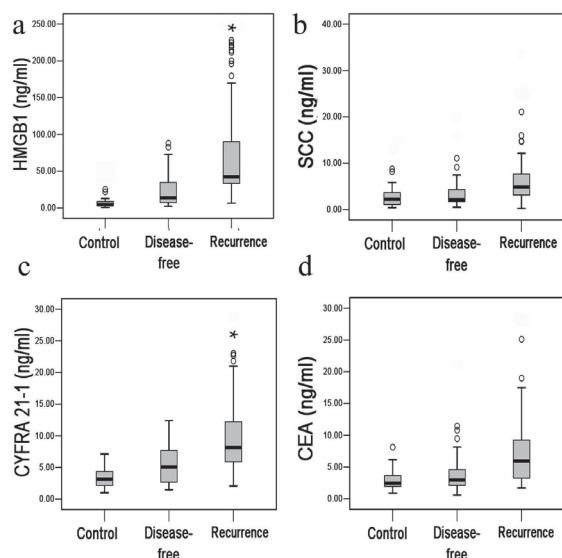 a
HMGB1 (ng/ml)
250.00
200.00
150.00
100.00
50.00
0.00
*
Control
Disease-
free
Recurrence
b
SCC (ng/ml)
40.00
30.00
20.00
10.00
0.00
Control
Disease-
free
Recurrence
c
CYFRA 21-1 (ng/ml)
30.00
25.00
20.00
15.00
10.00
5.00
0.00
*
Control
Disease-
free
Recurrence
d
CEA (ng/ml)
30.00
25.00
20.00
15.00
10.00
5.00
0.00
Control
Disease-
free
Recurrence